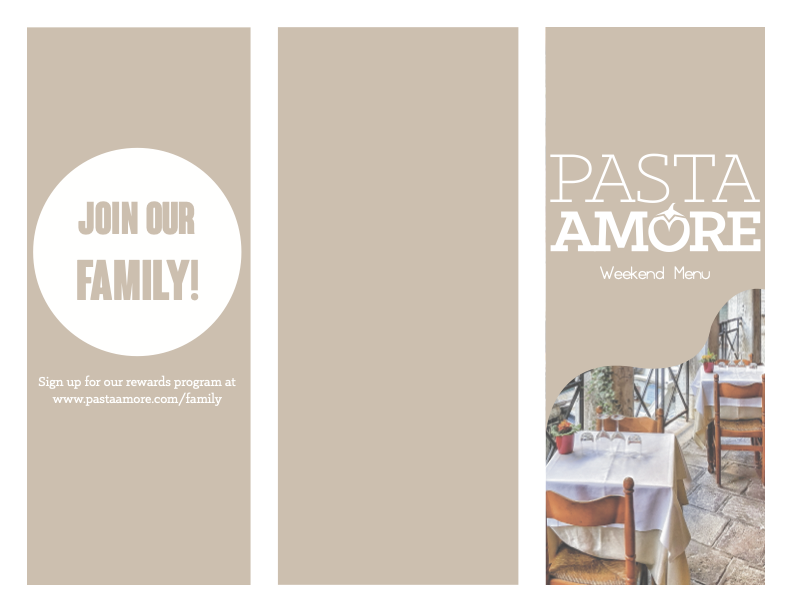 JOIN OUR
FAMILY!
Sign up for our rewards program at
www.pastaamore.com/family
PASTA
AMORE
Weekend Menu